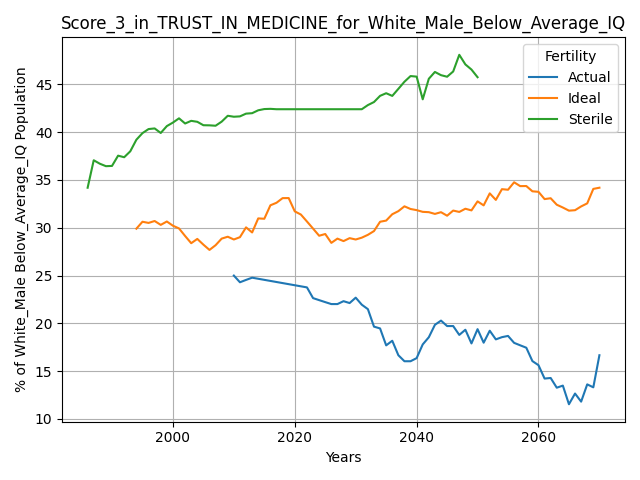 Score_3_in_TRUST_IN_MEDICINE_for_White_Male_Below_Average_IQ
% of White_Male Below_Average_IQ Population
45
40
35
30
25
20
15
10
Fertility
Actual
Ideal
Sterile
2000
2020
2040
2060
Years